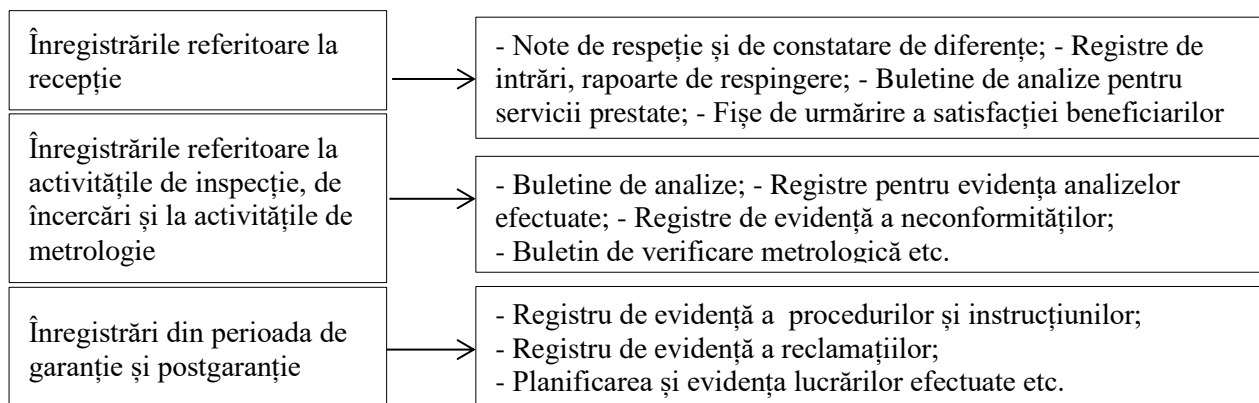 Înregistrările referitoare la
recepție
- Note de respeție și de constatare de diferențe; - Registre de
intrări, rapoarte de respingere; - Buletine de analize pentru
servicii prestate; - Fișe de urmărire a satisfacției beneficiarilor
Înregistrările referitoare la
activitățile de inspecție, de
încercări și la activitățile de
metrologie
- Buletine de analize; - Registre pentru evidența analizelor
efectuate; - Registre de evidență a neconformităților;
- Buletin de verificare metrologică etc.
Înregistrări din perioada de
garanție și postgaranție
- Registru de evidență a  procedurilor și instrucțiunilor;
- Registru de evidență a reclamațiilor;
- Planificarea și evidența lucrărilor efectuate etc.